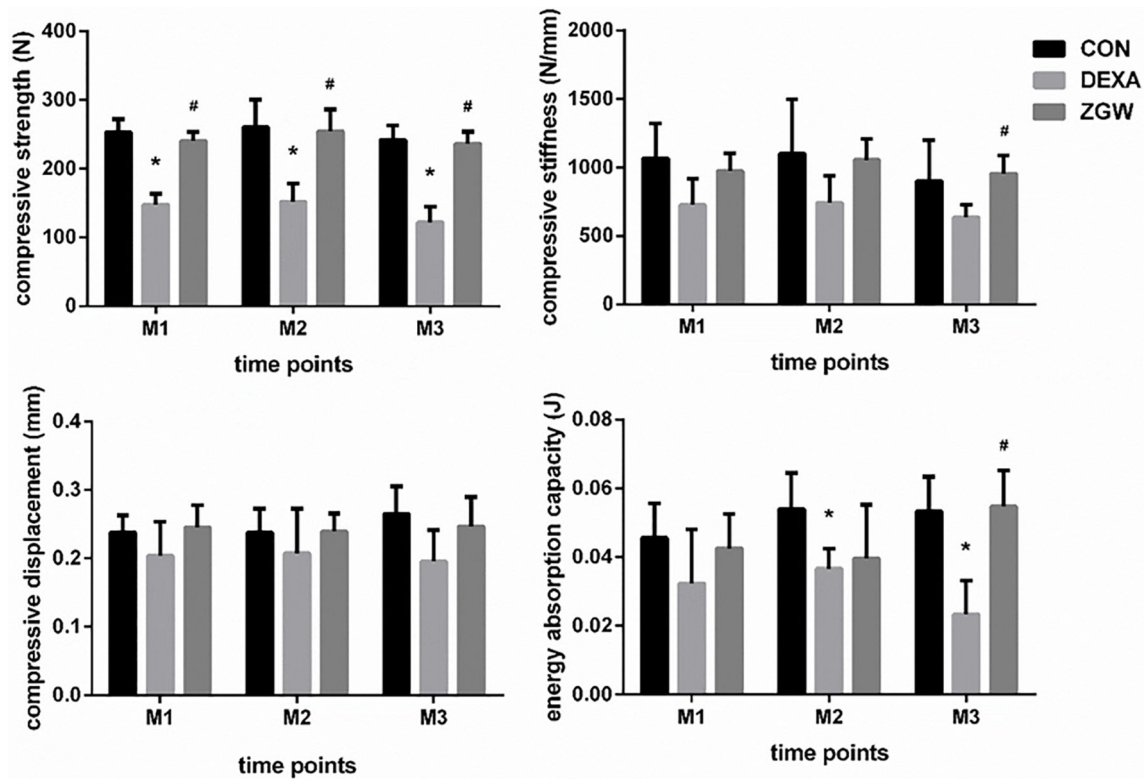 compressive strength (N)
400
300
200
100
0
# # #
* * *
M1 M2 M3
time points
compressive stiffness (N/mm)
2000
1500
1000
500
0
#
M1 M2 M3
time points
CON
DEXA
ZGW
compressive displacement (mm)
0.4
0.3
0.2
0.1
0.0
M1 M2 M3
time points
energy absorption capacity (J)
0.08
0.06
0.04
0.02
0.00
#
* *
M1 M2 M3
time points